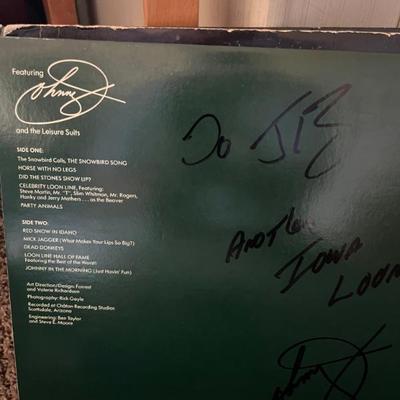 Featuring
Johnny D
and the Leisure Suits
SIDE ONE:
The Snowbird Calls, THE SNOWBIRD SONG
HORSE WITH NO LEGS
DID THE STONES SHOW UP?
CELEBRITY LOON LINE, Featuring:
Steve Martin, Mr. "T", Slim Whitman, Mr. Rogers,
Hanky and Jerry Mathers . . . as the Beaver
PARTY ANIMALS
SIDE TWO:
RED SNOW IN IDAHO
MICK JAGGER (What Makes Your Lips So Big?)
DEAD DONKEYS
LOON LINE HALL OF FAME
Featuring the Best of the Worst!
JOHNNY IN THE MORNING (Just Havin' Fun)
Art Direction/Design: Forrest
and Valerie Richardson
Photography: Rick Gayle
Recorded at Chaton Recording Studios
Scottsdale, Arizona
Engineering: Ben Taylor
and Steve E. Moore
To
Another
Iowa
Loon